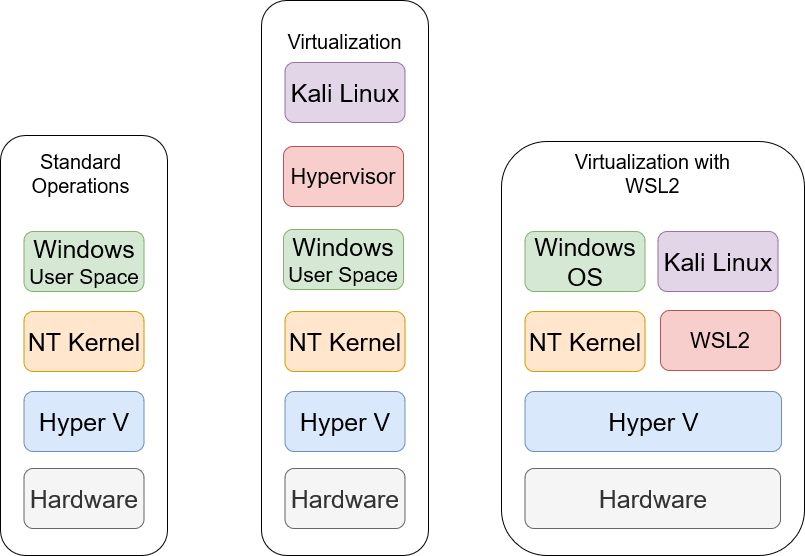 Standard
Operations
Windows
User Space
NT Kernel
Hyper V
Hardware
Virtualization
Kali Linux
Hypervisor
Windows
User Space
NT Kernel
Hyper V
Hardware
Virtualization with
WSL2
Windows
OS
Kali Linux
NT Kernel
WSL2
Hyper V
Hardware